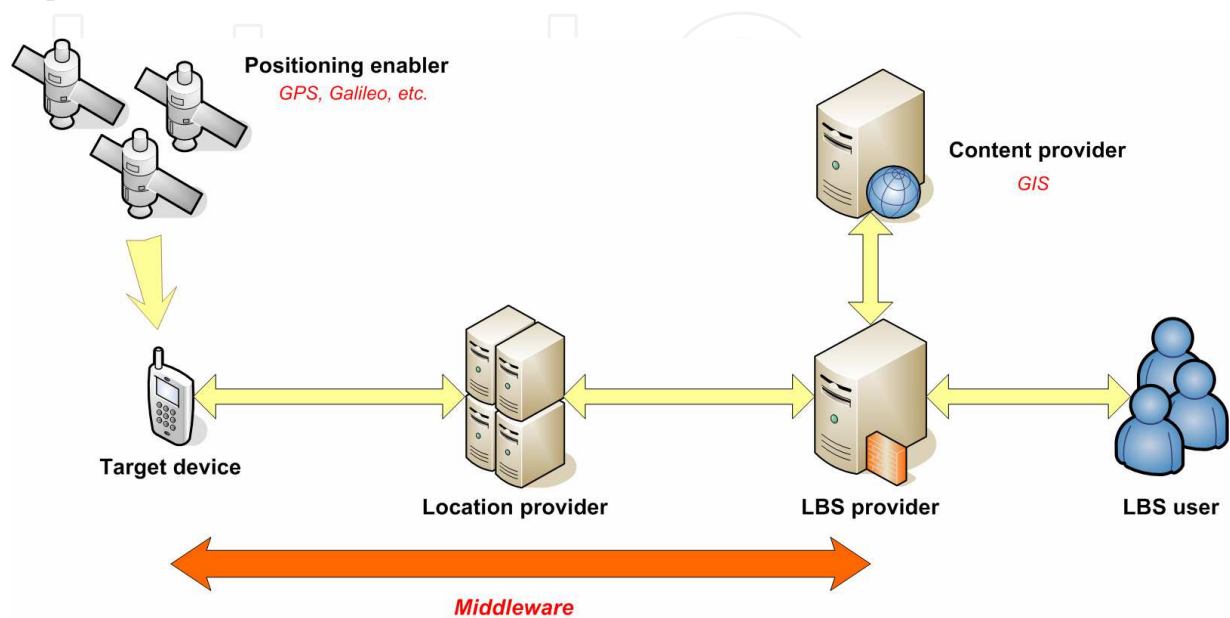 Positioning enabler
GPS, Galileo, etc.
Content provider
GIS
Target device
Location provider
LBS provider
LBS user
Middleware